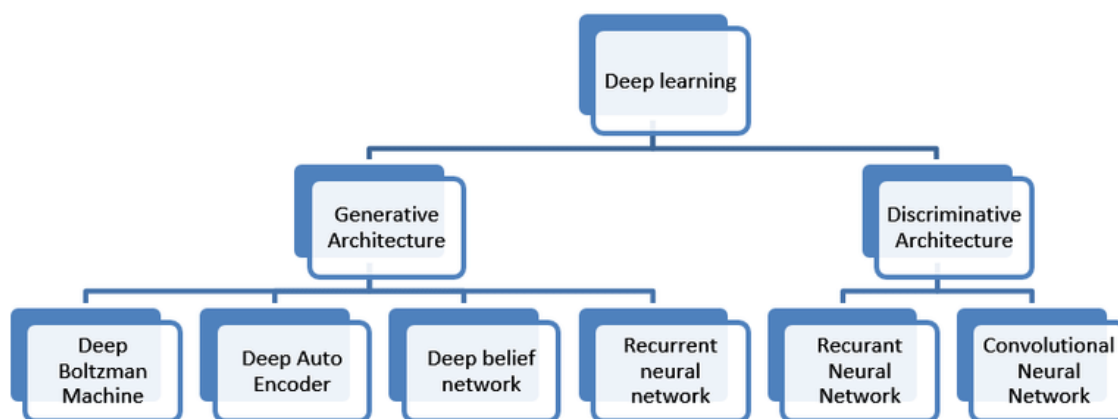 Deep learning
Generative
Architecture
Discriminative
Architecture
Deep
Boltzman
Machine
Deep Auto
Encoder
Deep belief
network
Recurrent
neural
network
Recurant
Neural
Network
Convolutional
Neural
Network